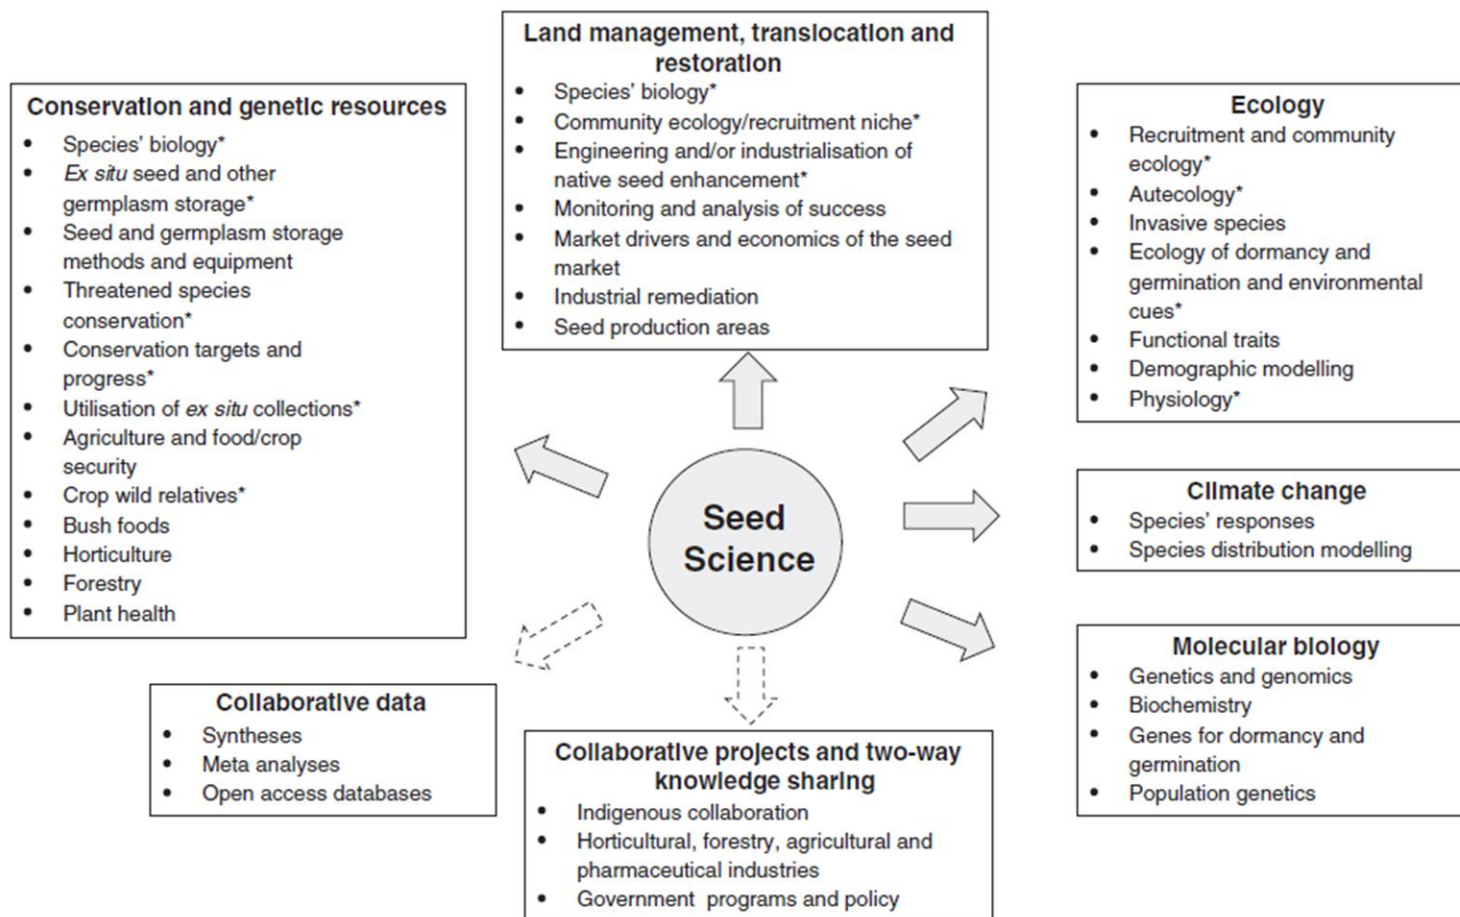 Land management, translocation and
restoration
• Species' biology*
• Community ecology/recruitment niche*
• Engineering and/or industrialisation of
native seed enhancement*
• Monitoring and analysis of success
• Market drivers and economics of the seed
market
• Industrial remediation
• Seed production areas
Conservation and genetic resources
• Species' biology*
• Ex situ seed and other
germplasm storage*
• Seed and germplasm storage
methods and equipment
• Threatened species
conservation*
• Conservation targets and
progress*
• Utilisation of ex situ collections*
• Agriculture and food/crop
security
• Crop wild relatives*
• Bush foods
• Horticulture
• Forestry
• Plant health
Ecology
• Recruitment and community
ecology*
• Autecology*
• Invasive species
• Ecology of dormancy and
germination and environmental
cues*
• Functional traits
• Demographic modelling
• Physiology*
Seed
Science
Climate change
• Species' responses
• Species distribution modelling
Molecular biology
• Genetics and genomics
• Biochemistry
• Genes for dormancy and
germination
• Population genetics
Collaborative data
• Syntheses
• Meta analyses
• Open access databases
Collaborative projects and two-way
knowledge sharing
• Indigenous collaboration
• Horticultural, forestry, agricultural and
pharmaceutical industries
• Government programs and policy